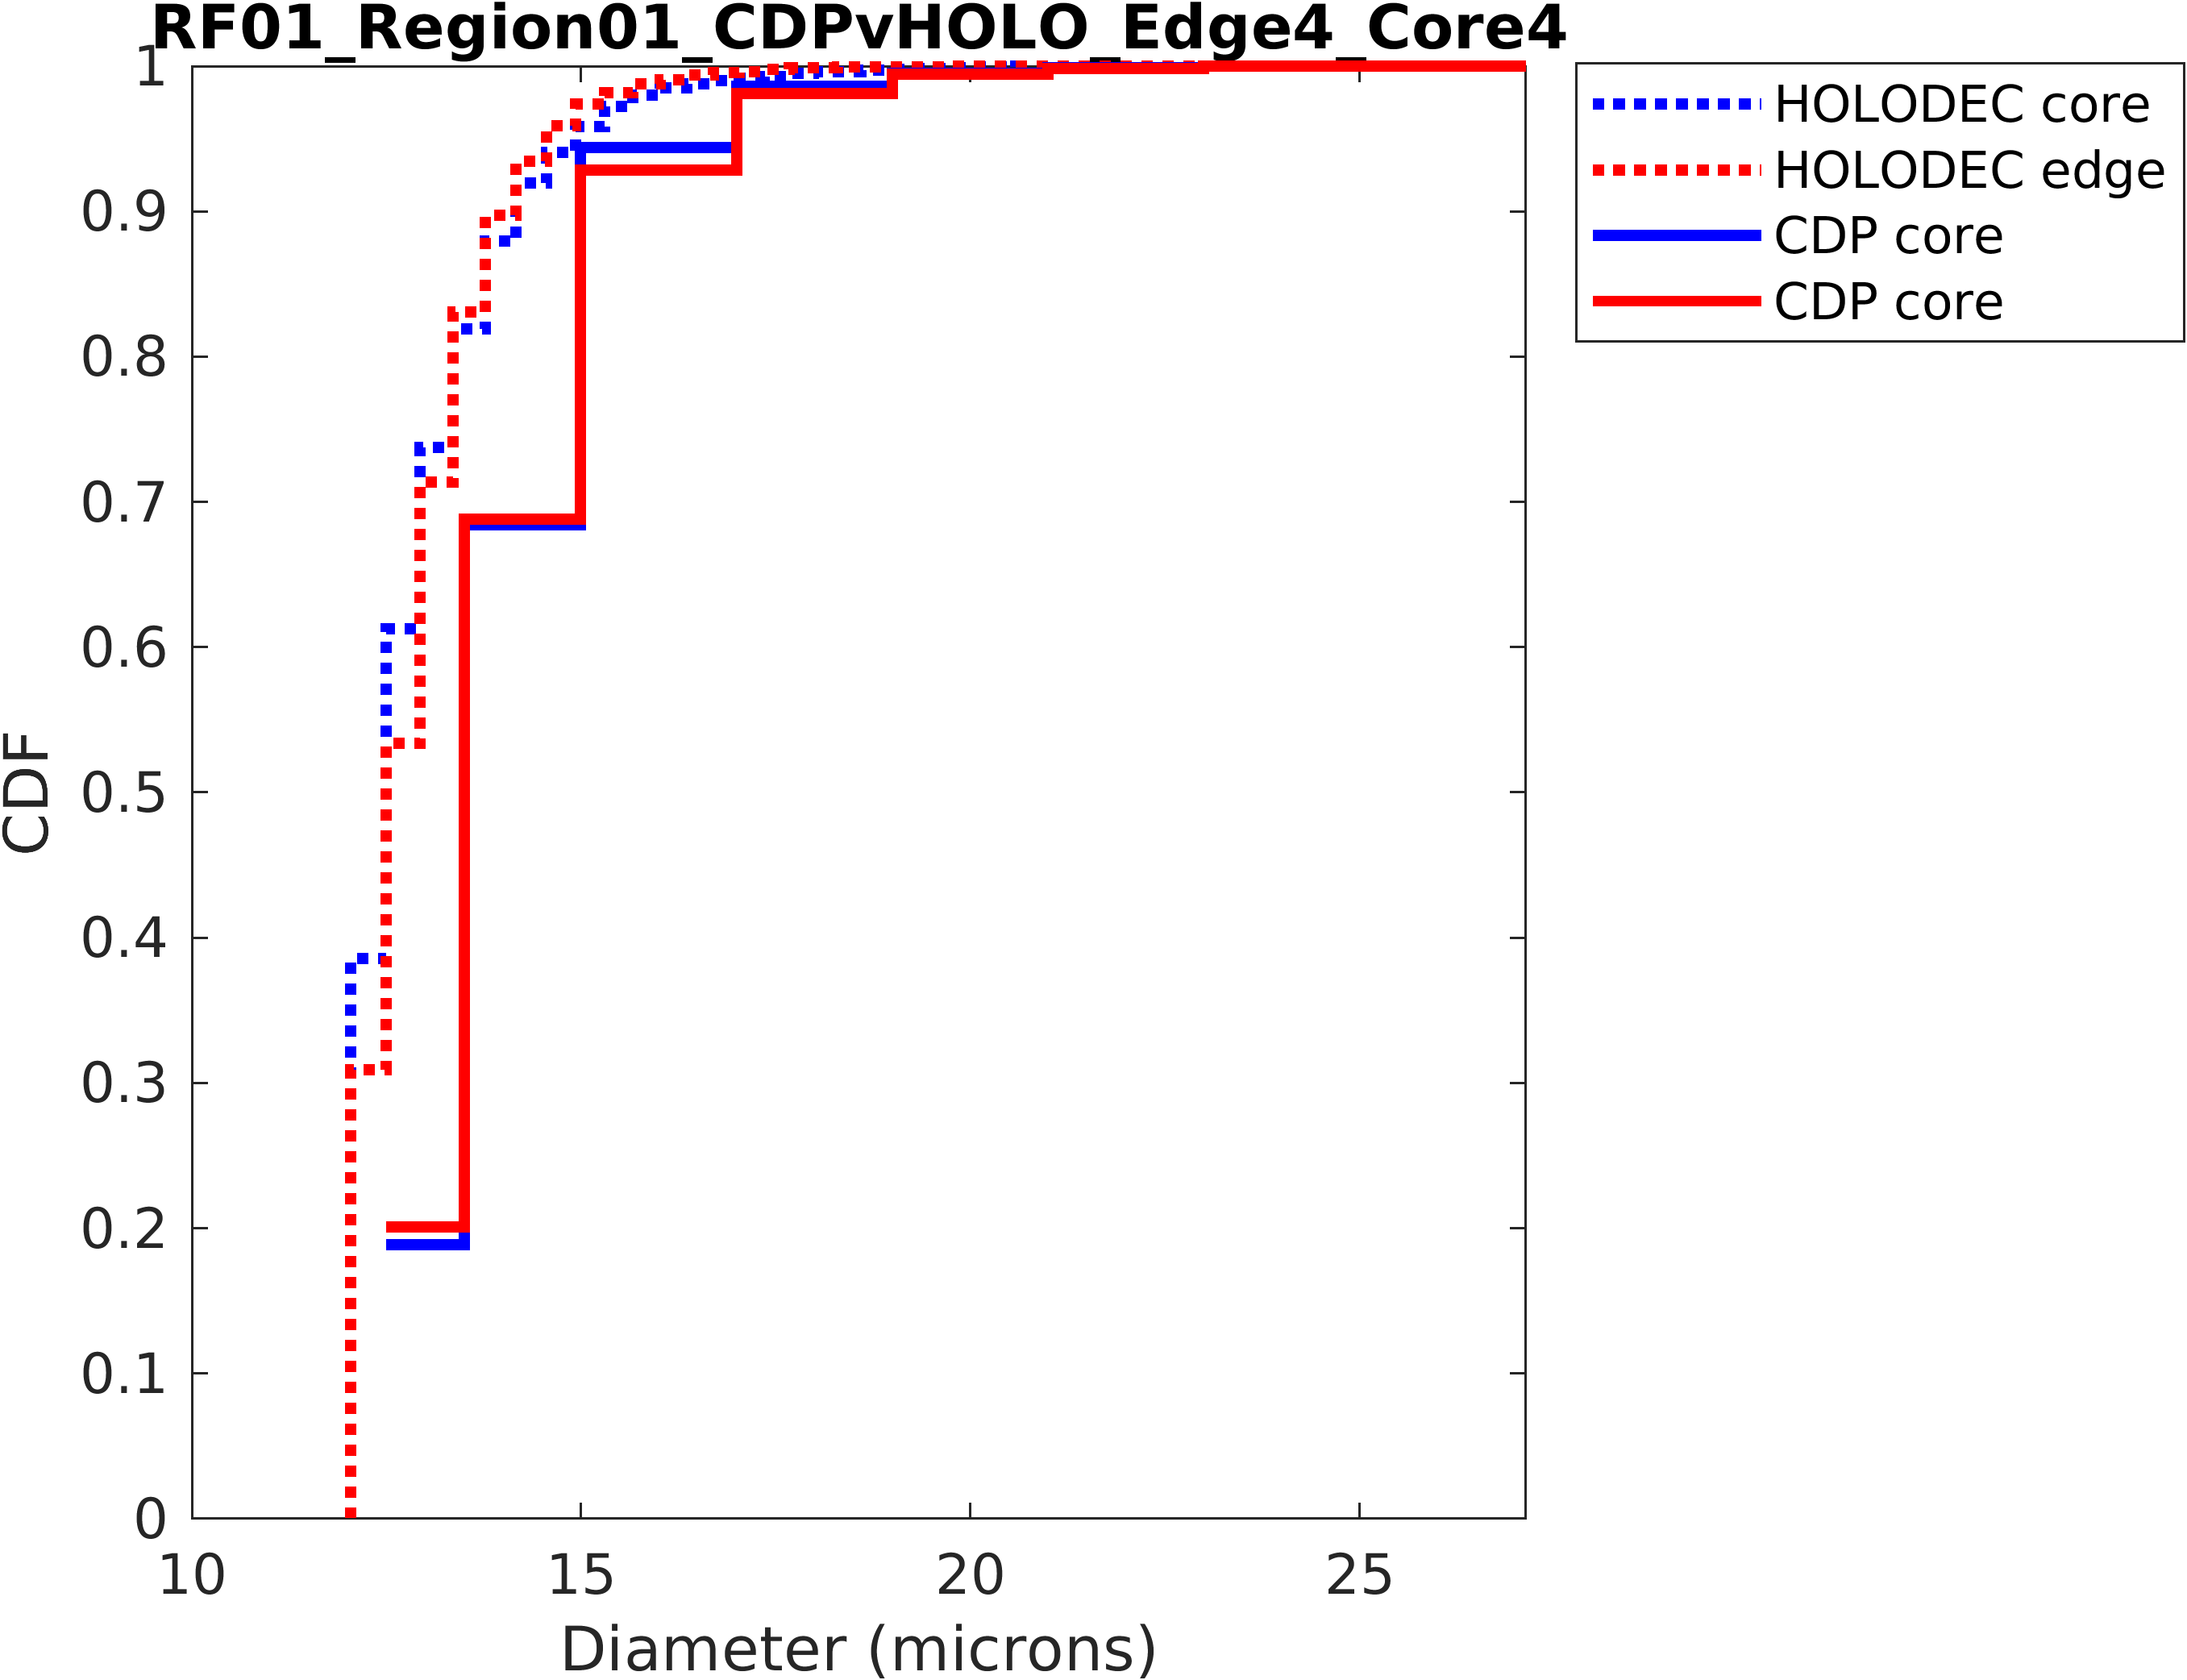 RF01_Region01_CDPvHOLO_Edge4_Core4
1
0.9
0.8
0.7
0.6
0.5
0.4
0.3
0.2
0.1
0
CDF
10 15 20 25
Diameter (microns)
HOLODEC core
HOLODEC edge
CDP core
CDP core